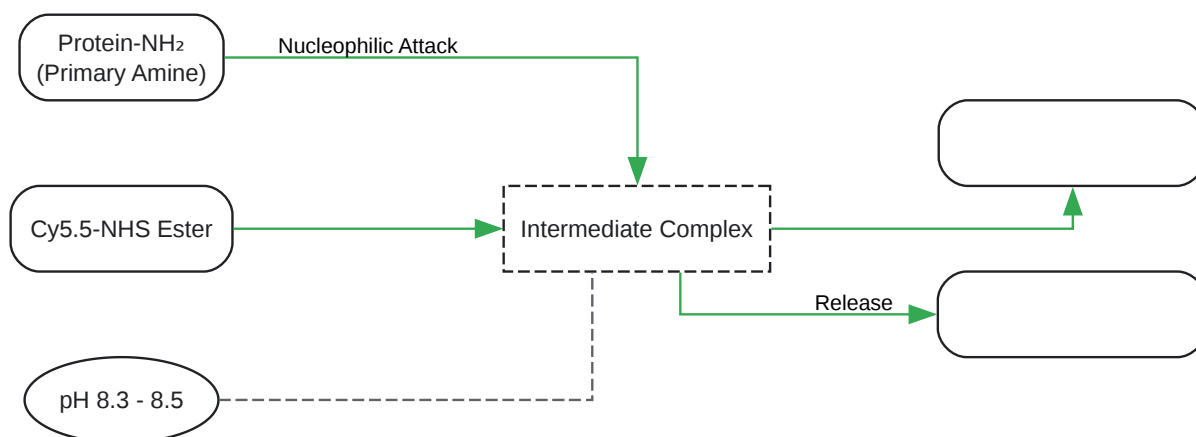 Protein-NH₂
(Primary Amine)
Nucleophilic Attack
Cy5.5-NHS Ester
Intermediate Complex
Release
pH 8.3 - 8.5